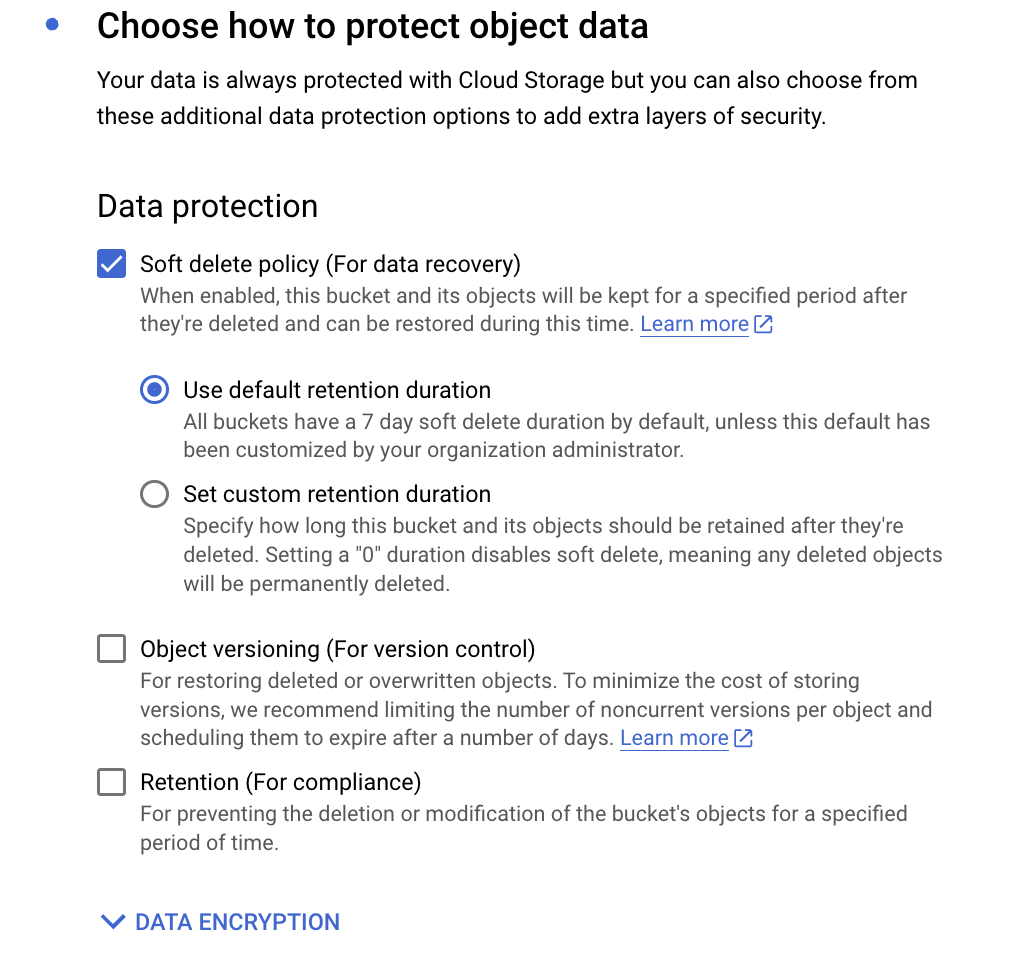 Choose how to protect object data
Your data is always protected with Cloud Storage but you can also choose from
these additional data protection options to add extra layers of security.
Data protection
Soft delete policy (For data recovery)
When enabled, this bucket and its objects will be kept for a specified period after
they're deleted and can be restored during this time. Learn more
Use default retention duration
All buckets have a 7 day soft delete duration by default, unless this default has
been customized by your organization administrator.
Set custom retention duration
Specify how long this bucket and its objects should be retained after they're
deleted. Setting a "0" duration disables soft delete, meaning any deleted objects
will be permanently deleted.
Object versioning (For version control)
For restoring deleted or overwritten objects. To minimize the cost of storing
versions, we recommend limiting the number of noncurrent versions per object and
scheduling them to expire after a number of days. Learn more
Retention (For compliance)
For preventing the deletion or modification of the bucket's objects for a specified
period of time.
DATA ENCRYPTION